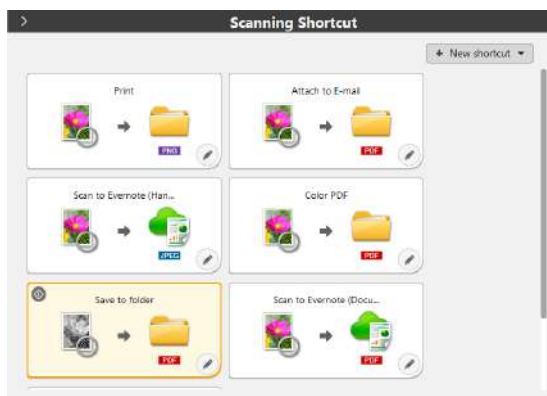 Scanning Shortcut
+ New shortcut
Print
Attach to E-mail
PNG
PDF
Scan to Evernote (Han...
Color PDF
JPEG
PDF
Save to folder
Scan to Evernote (Docu...
PDF
PDF